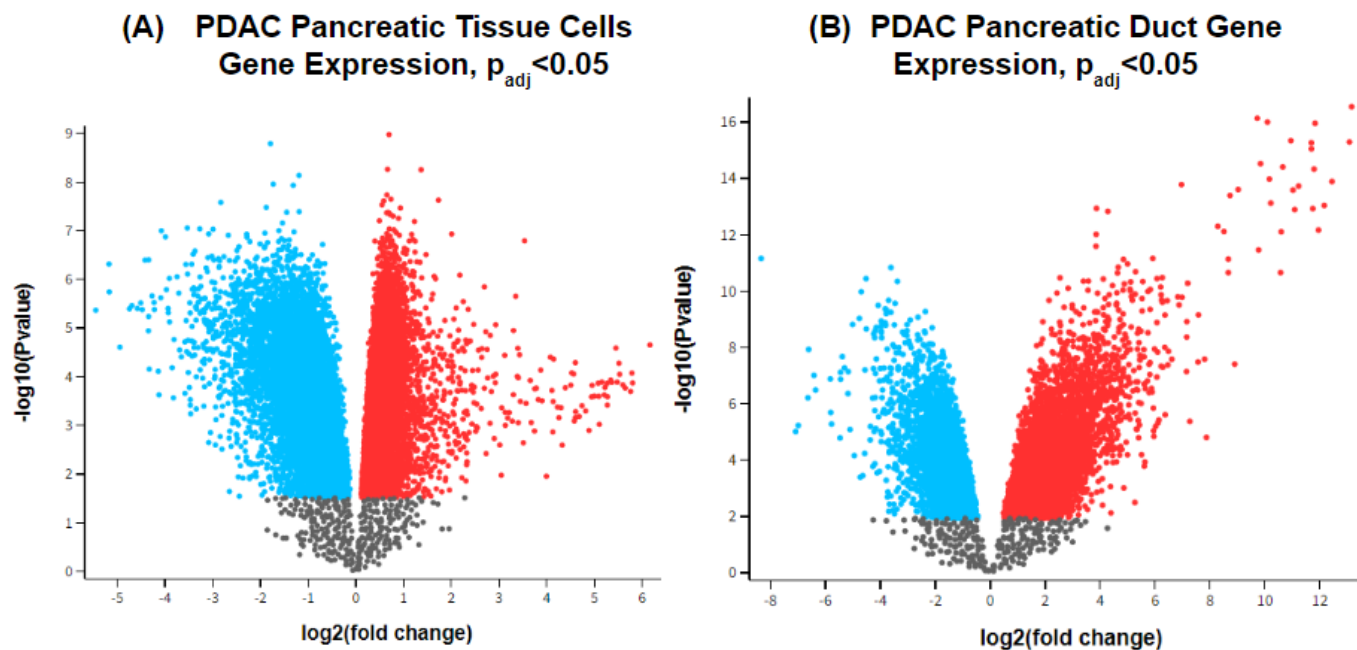 (A) PDAC Pancreatic Tissue Cells
Gene Expression, padj<0.05
9
8
7
6
5
4
3
2
1
0
-5 -4 -3 -2 -1 0 1 2 3 4 5 6
-log10(Pvalue)
log2(fold change)
(B) PDAC Pancreatic Duct Gene
Expression, padj<0.05
16
14
12
10
8
6
4
2
0
-8 -6 -4 -2 0 2 4 6 8 10 12
-log10(Pvalue)
log2(fold change)